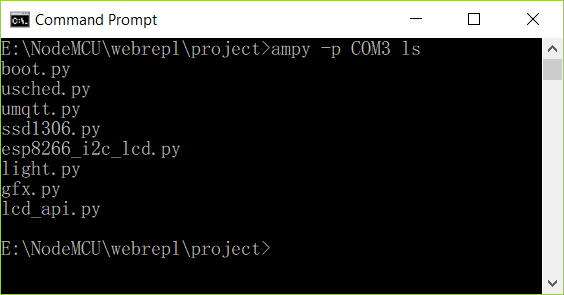 Command Prompt
E:\NodeMCU\webrepl\project>ampy -p COM3 ls
boot.py
usched.py
umqtt.py
ssd1306.py
esp8266_i2c_lcd.py
light.py
gfx.py
lcd_api.py
E:\NodeMCU\webrepl\project>